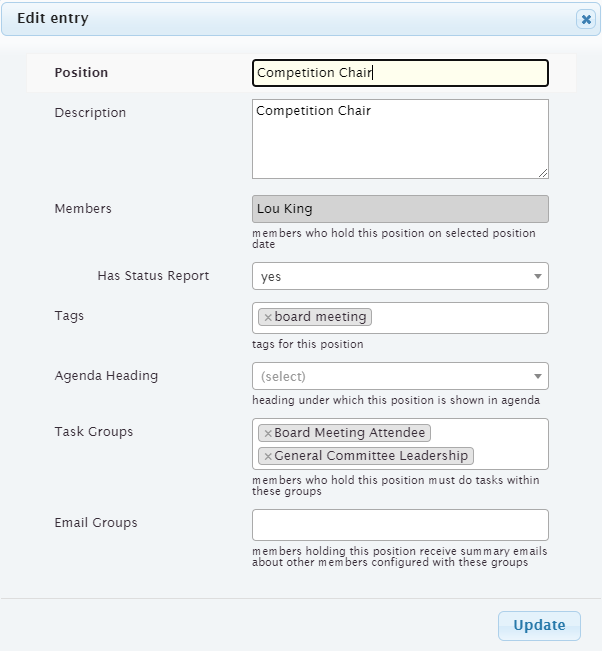 Edit entry
Position
Competition Chair
Description
Competition Chair
Members
Lou King
members who hold this position on selected position
date
Has Status Report
yes
Tags
×board meeting
tags for this position
Agenda Heading
(select)
heading under which this position is shown in agenda
Task Groups
×Board Meeting Attendee
×General Committee Leadership
members who hold this position must do tasks within
these groups
Email Groups
members holding this position receive summary emails
about other members configured with these groups
Update